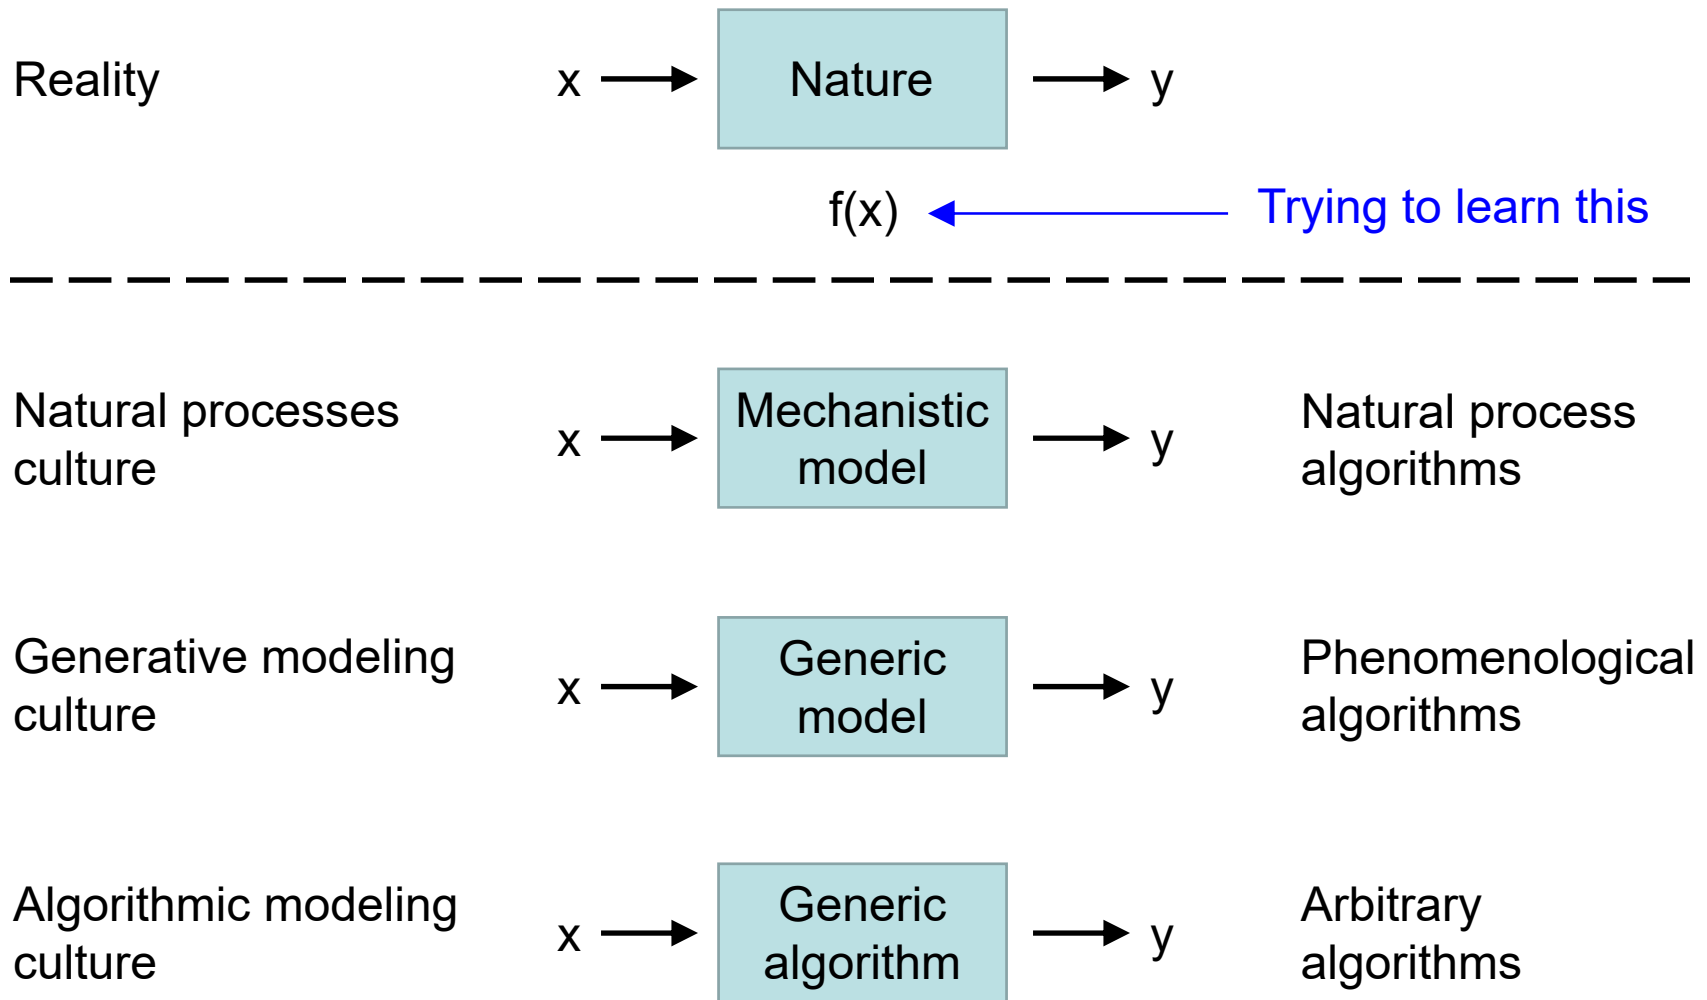 Reality
x
Nature
y
f(x)
Trying to learn this
Natural processes
culture
x
Mechanistic
model
y
Natural process
algorithms
Generative modeling
culture
x
Generic
model
y
Phenomenological
algorithms
Algorithmic modeling
culture
x
Generic
algorithm
y
Arbitrary
algorithms